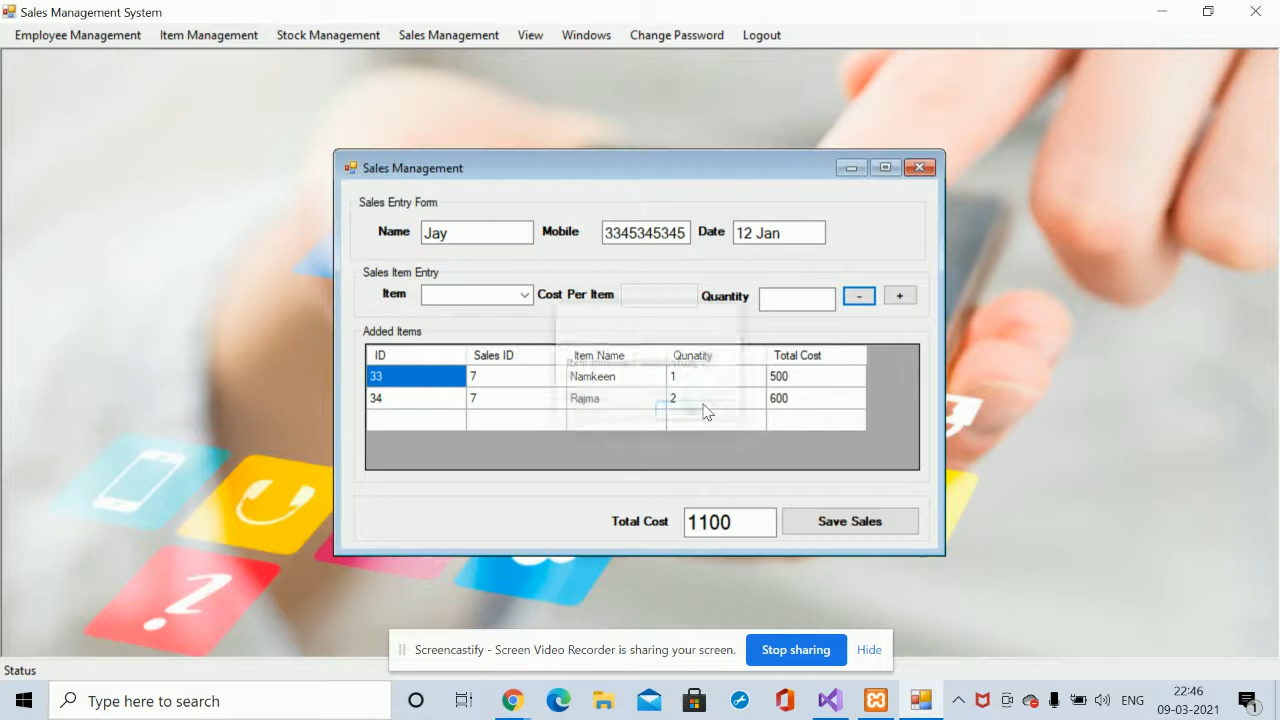 Sales Management System
Employee Management Item Management Stock Management Sales Management View Windows Change Password Logout
Sales Management
Sales Entry Form
Name Jay Mobile 3345345345 Date 12 Jan
Sales Item Entry
Item Cost Per Item Quantity - +
Added Items
ID Sales ID Item Name Qunatity Total Cost
33 7 Namkeen 1 500
34 7 Rajma 2 600
Total Cost 1100 Save Sales
Screencastify - Screen Video Recorder is sharing your screen. Stop sharing Hide
Status
Type here to search ENG 22:46
09-03-2021 1